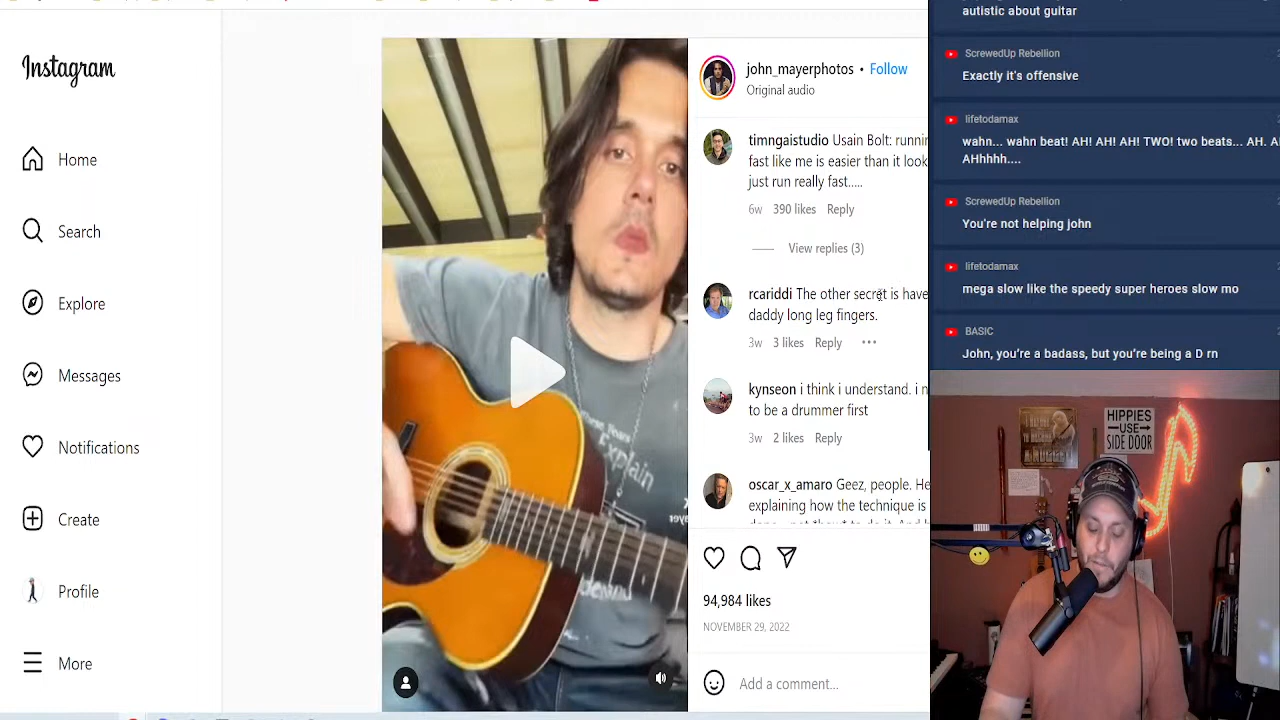 Instagram
Home
Search
Explore
Messages
Notifications
Create
Profile
More
john_mayerphotos • Follow
Original audio
timngaistudio Usain Bolt:
fast like me is easier than it look
just run really fast.....
6w 390 likes Reply
View replies (3)
rcariddi The other secret is have
daddy long leg fingers.
3w 3 likes Reply •••
kynseon i think i understand. i
to be a drummer first
3w 2 likes Reply
oscar_x_amaro Geez, people.
explaining how the technique is
94,984 likes
NOVEMBER 29, 2022
Add a comment...
Explain
autistic about guitar
ScrewedUp Rebellion
Exactly it's offensive
lifetodamax
wahn... wahn beat! AH! AH! AH! TWO! two beats... AH.
AHhhh....
ScrewedUp Rebellion
You're not helping john
lifetodamax
mega slow like the speedy super heroes slow mo
BASIC
John, you're a badass, but you're being a D rn
HIPPIES
USE
SIDE DOOR